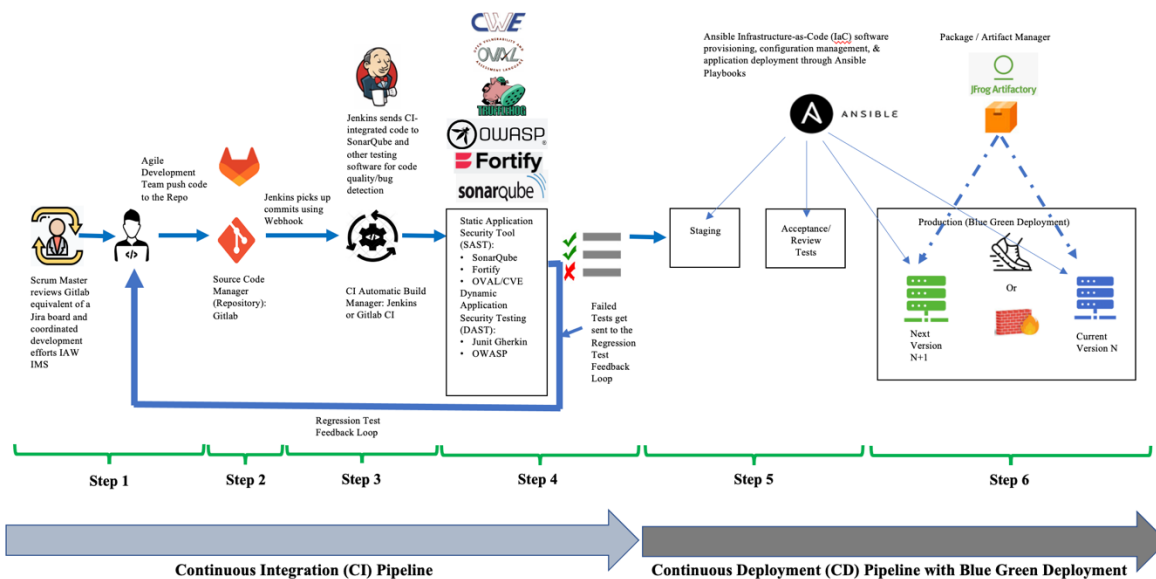 CWE
OPEN VULNERABILITY AND
OVAL
ASSESSMENT LANGUAGE
TRUFFLEHOG
OWASP
Fortify
sonarqube
Jenkins sends CI-
integrated code to
SonarQube and
other testing
software for code
quality/bug
detection
Agile
Development
Team push code
to the Repo
Jenkins picks up
commits using
Webhook
Scrum Master
reviews Gitlab
equivalent of a
Jira board and
coordinated
development
efforts IAW
IMS
Source Code
Manager
(Repository):
Gitlab
CI Automatic Build
Manager: Jenkins
or Gitlab CI
Static Application
Security Tool
(SAST):
• SonarQube
• Fortify
• OVAL/CVE
Dynamic
Application
Security Testing
(DAST):
• Junit Gherkin
• OWASP
Failed
Tests get
sent to the
Regression
Test
Feedback
Loop
Regression Test
Feedback Loop
Ansible Infrastructure-as-Code (IaC) software
provisioning, configuration management, &
application deployment through Ansible
Playbooks
ANSIBLE
Package / Artifact Manager
JFrog Artifactory
Staging
Acceptance/
Review
Tests
Production (Blue Green Deployment)
Or
Next
Version
N+1
Current
Version N
Step 1
Step 2
Step 3
Step 4
Step 5
Step 6
Continuous Integration (CI) Pipeline
Continuous Deployment (CD) Pipeline with Blue Green Deployment